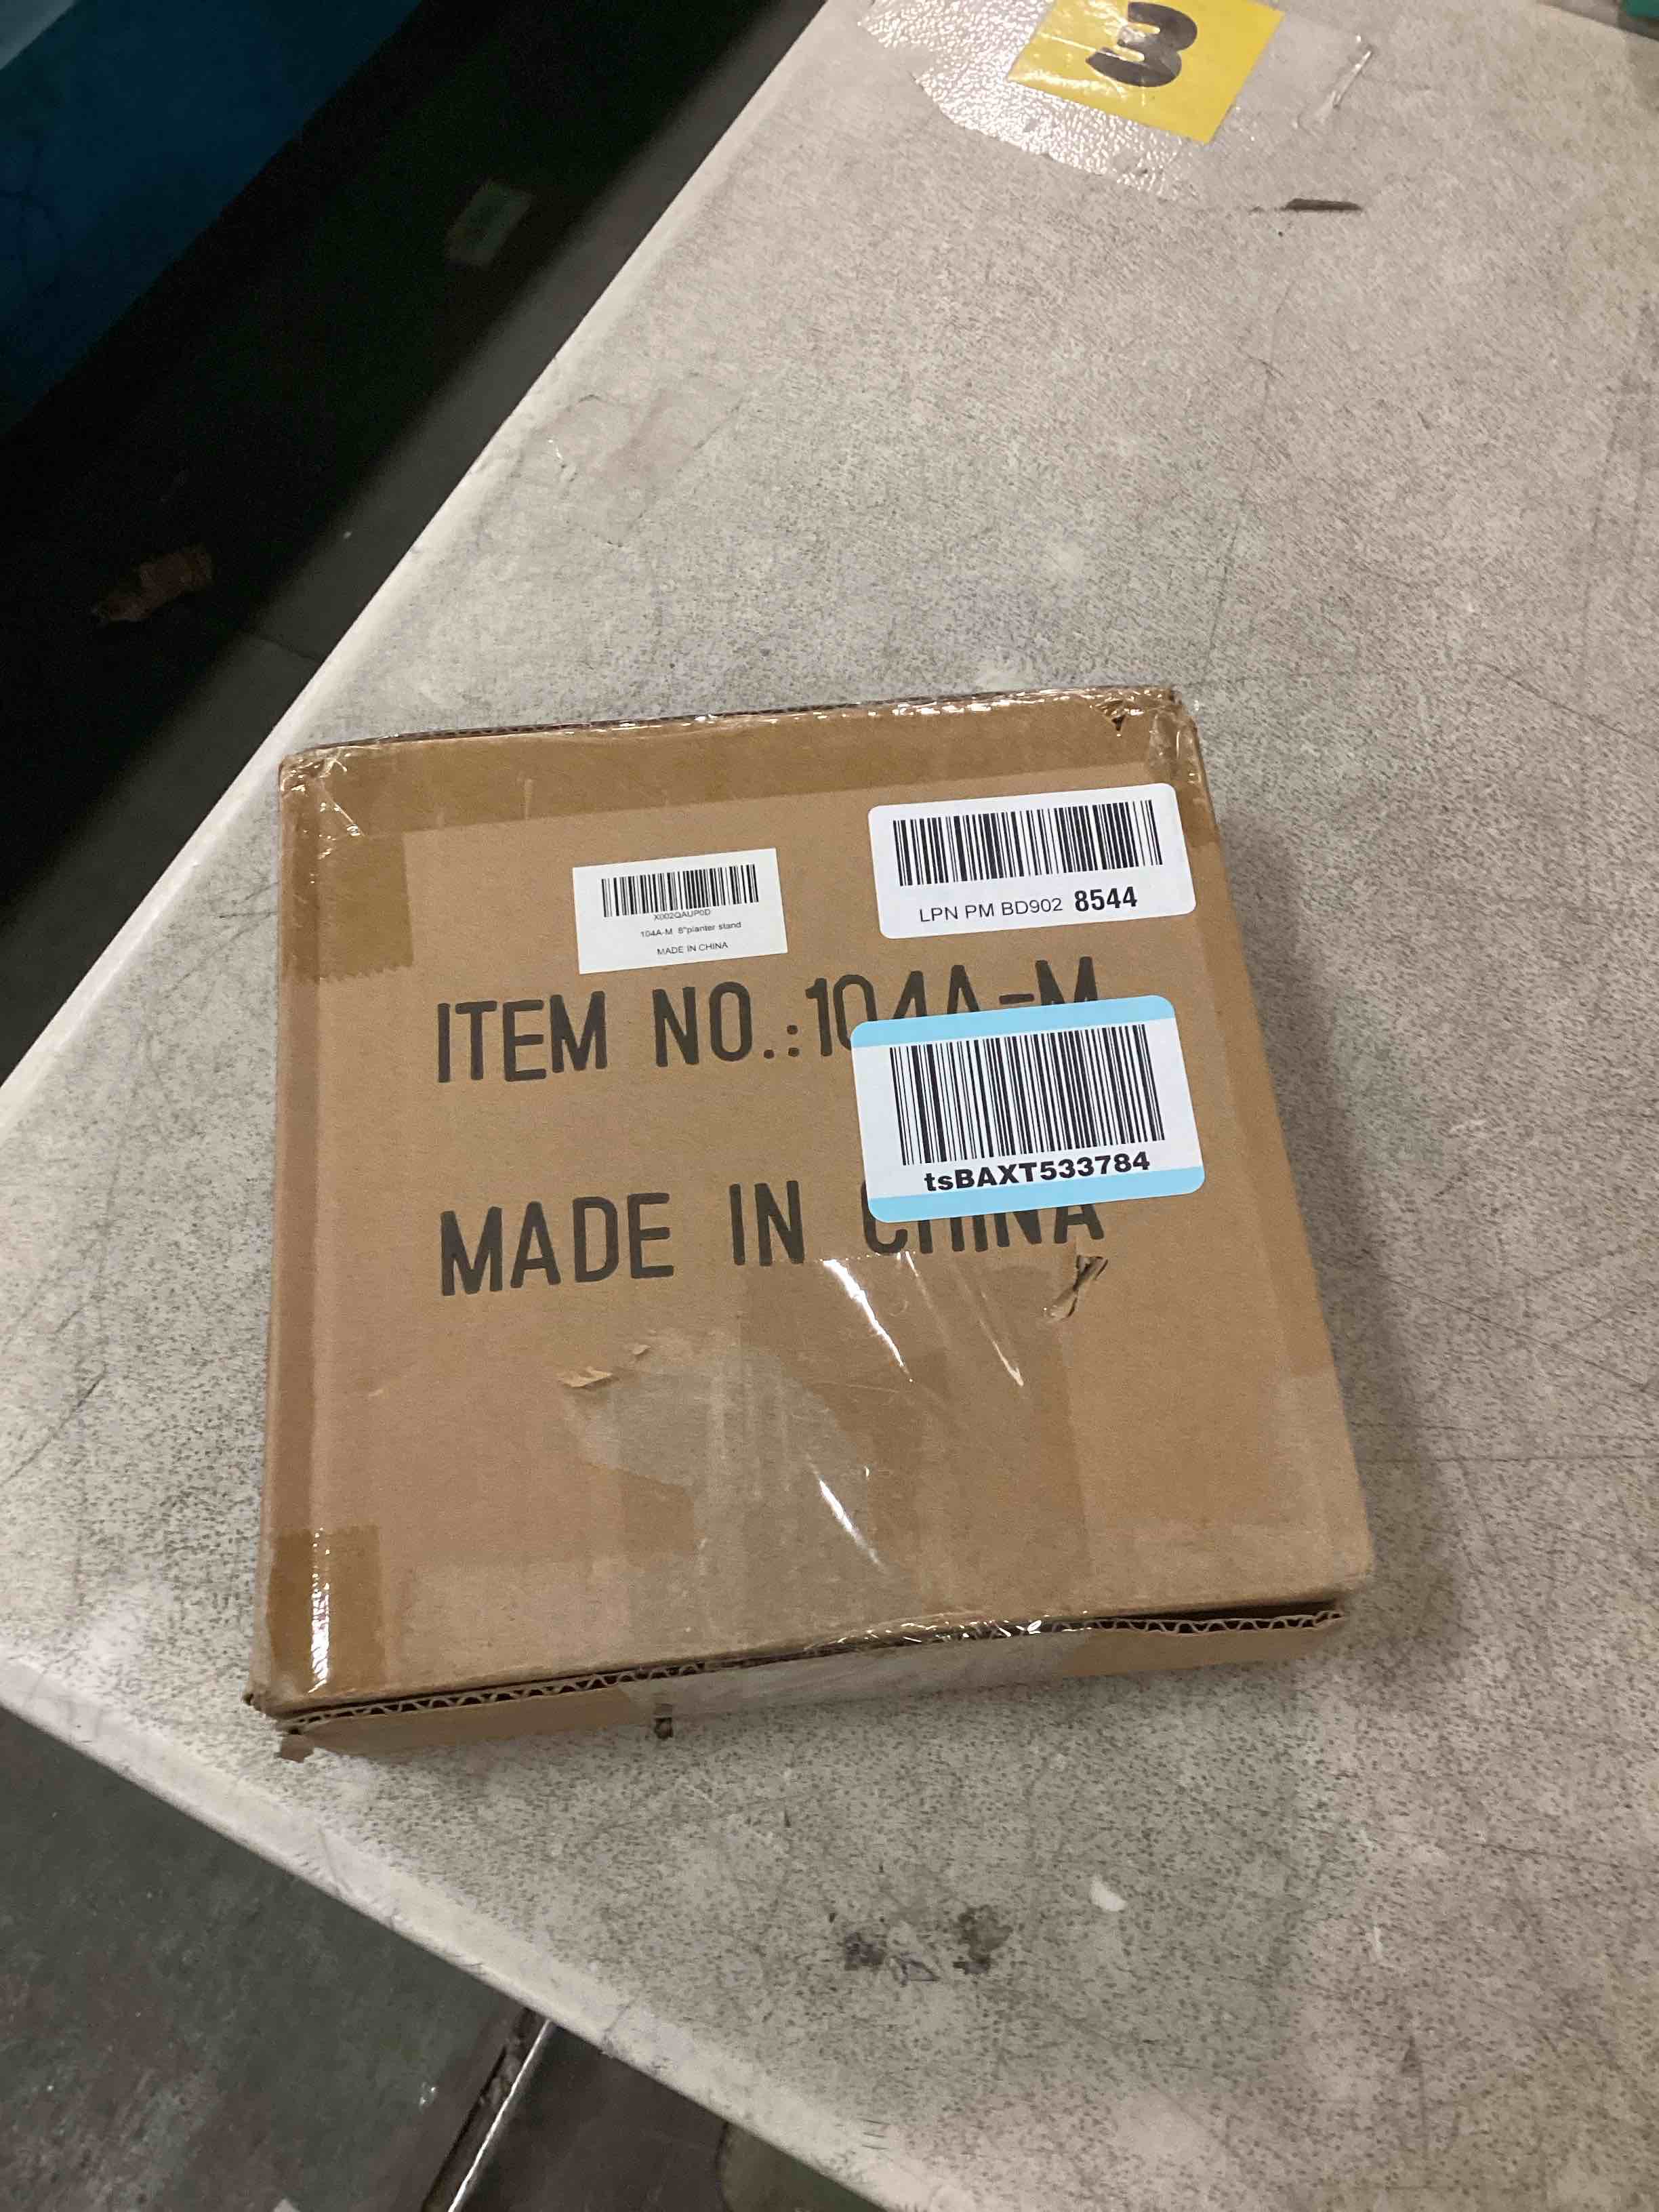 3
X002QAUP0D
104A-M 8"planter stand
MADE IN CHINA
LPN PM BD902 8544
ITEM NO.:104A-M
tsBAXT533784
MADE IN CHINA